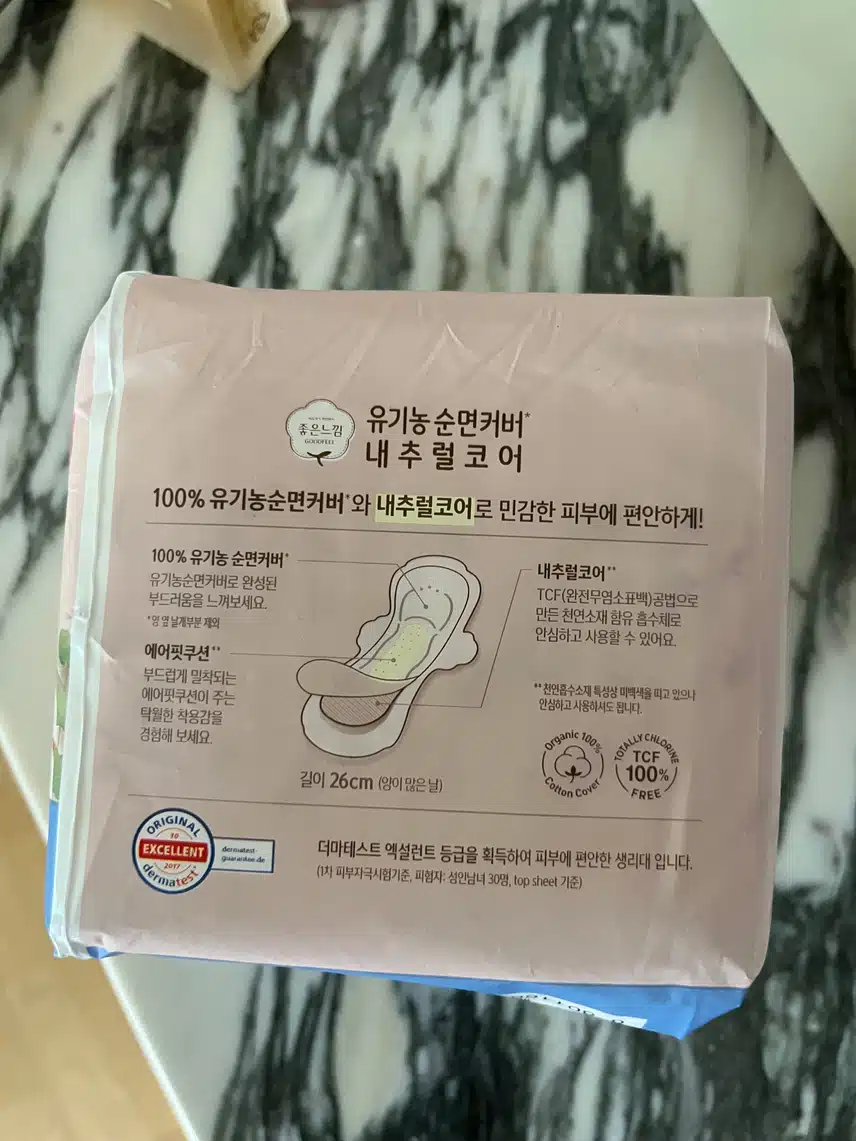 좋은느낌
GOODFEEL
유기농 순면커버*
내추럴코어
100% 유기농순면커버*와 내추럴코어로 민감한 피부에 편안하게!
100% 유기농 순면커버*
유기농순면커버로 완성된
부드러움을 느껴보세요.
*양 옆 날개부분 제외
에어핏쿠션**
부드럽게 밀착되는
에어핏쿠션이 주는
탁월한 착용감을
경험해 보세요.
내추럴코어**
TCF(완전무염소표백)공법으로
만든 천연소재 함유 흡수체로
안심하고 사용할 수 있어요.
**천연흡수소재 특성상 미백색을 띠고 있으나
안심하고 사용하셔도 됩니다.
길이 26cm (양이 많은 날)
Organic 100%
Cotton Cover
TOTALLY CHLORINE
TCF
100%
FREE
ORIGINAL
EXCELLENT
2017
dermatest®
dermatest-
guarantee.de
더마테스트 엑설런트 등급을 획득하여 피부에 편안한 생리대 입니다.
(1차 피부자극시험기준, 피험자: 성인남녀 30명, top sheet 기준)